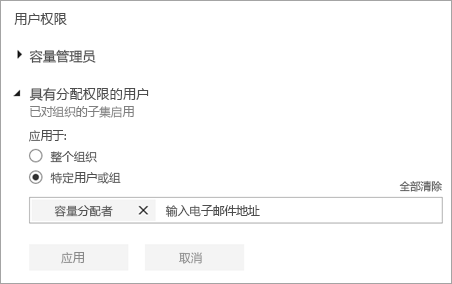 用户权限
容量管理员
具有分配权限的用户
已对组织的子集启用
应用于:
整个组织
特定用户或组
全部清除
容量分配者 输入电子邮件地址
应用 取消